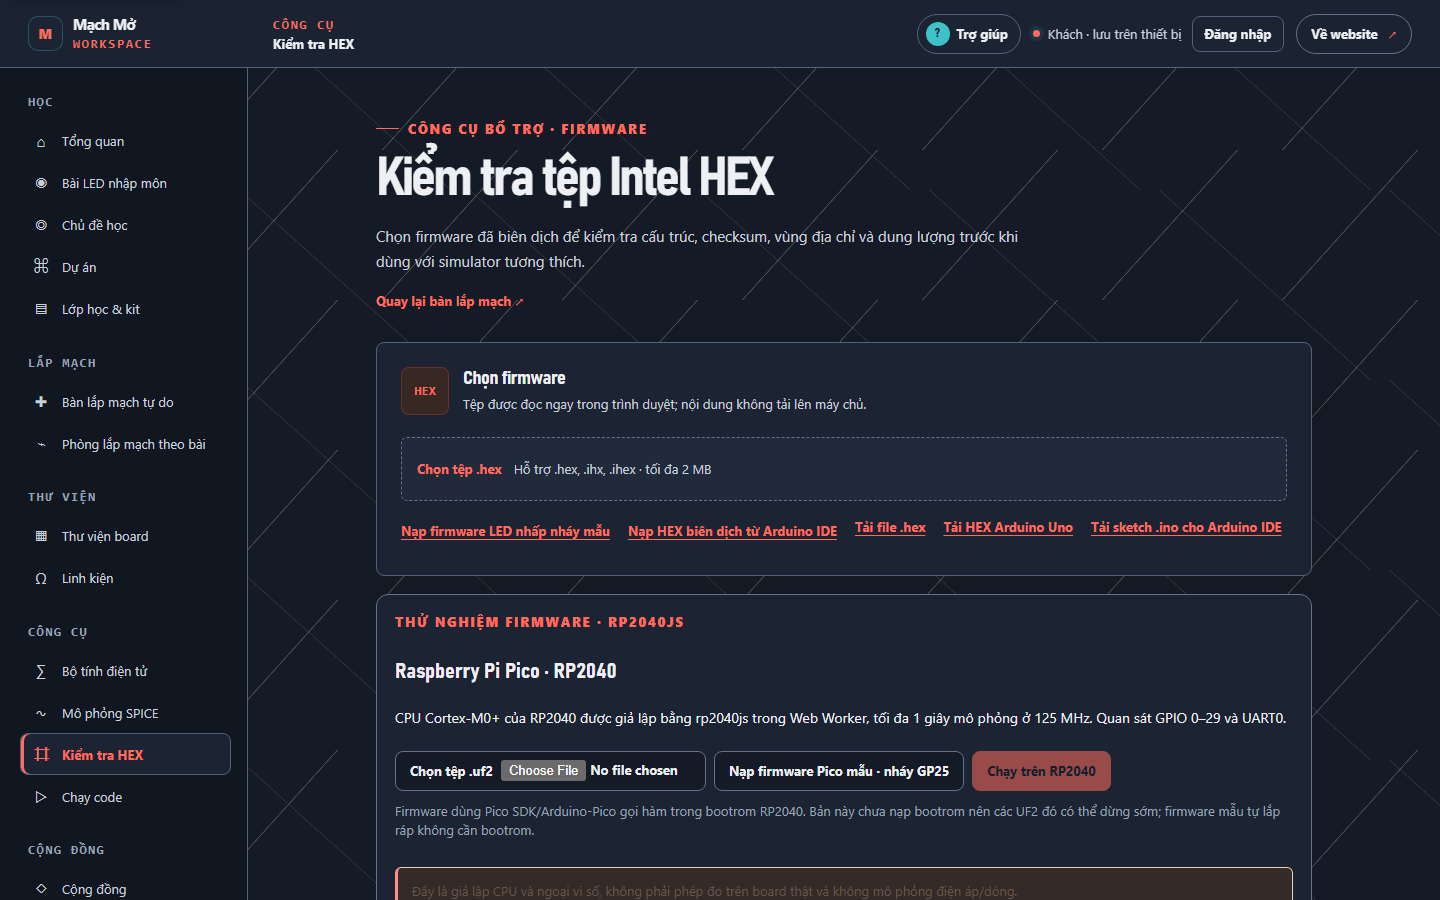 M
Mạch Mở
WORKSPACE
CÔNG CỤ
Kiểm tra HEX
? Trợ giúp
Khách · lưu trên thiết bị
Đăng nhập
Về website ↗
HỌC
Tổng quan
Bài LED nhập môn
Chủ đề học
Dự án
Lớp học & kit
LẮP MẠCH
Bàn lắp mạch tự do
Phòng lắp mạch theo bài
THƯ VIỆN
Thư viện board
Linh kiện
CÔNG CỤ
Bộ tính điện tử
Mô phỏng SPICE
Kiểm tra HEX
Chạy code
CỘNG ĐỒNG
Cộng đồng
CÔNG CỤ BỔ TRỢ · FIRMWARE
Kiểm tra tệp Intel HEX
Chọn firmware đã biên dịch để kiểm tra cấu trúc, checksum, vùng địa chỉ và dung lượng trước khi
dùng với simulator tương thích.
Quay lại bàn lắp mạch ↗
HEX
Chọn firmware
Tệp được đọc ngay trong trình duyệt; nội dung không tải lên máy chủ.
Chọn tệp .hex Hỗ trợ .hex, .ihx, .ihex · tối đa 2 MB
Nạp firmware LED nhấp nháy mẫu Nạp HEX biên dịch từ Arduino IDE Tải file .hex Tải HEX Arduino Uno Tải sketch .ino cho Arduino IDE
THỬ NGHIỆM FIRMWARE · RP2040JS
Raspberry Pi Pico · RP2040
CPU Cortex-M0+ của RP2040 được giả lập bằng rp2040js trong Web Worker, tối đa 1 giây mô phỏng ở 125 MHz. Quan sát GPIO 0–29 và UART0.
Chọn tệp .uf2 Choose File No file chosen
Nạp firmware Pico mẫu · nháy GP25
Chạy trên RP2040
Firmware dùng Pico SDK/Arduino-Pico gọi hàm trong bootrom RP2040. Bản này chưa nạp bootrom nên các UF2 đó có thể dừng sớm; firmware mẫu tự lắp
ráp không cần bootrom.
Đây là giả lập CPU và ngoại vi số, không phải phép đo trên board thật và không mô phỏng điện áp/dòng.